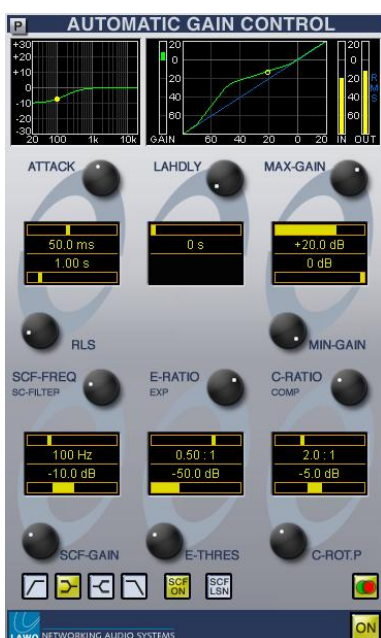 P AUTOMATIC GAIN CONTROL
+30
+20
+10
0
-10
-20
-30
20 100 1k 10k
20
0
20
40
60
GAIN 60 40 20 0 20 IN OUT
20
0
20
40
60
RMS
ATTACK LAHDLY MAX-GAIN
50.0 ms 0 s +20.0 dB
1.00 s 0 dB
RLS MIN-GAIN
SCF-FREQ E-RATIO C-RATIO
SC-FILTER EXP COMP
100 Hz 0.50 : 1 2.0 : 1
-10.0 dB -50.0 dB -5.0 dB
SCF-GAIN E-THRES C-ROT.P
SCF SCF
ON LSN
LAWO NETWORKING AUDIO SYSTEMS ON